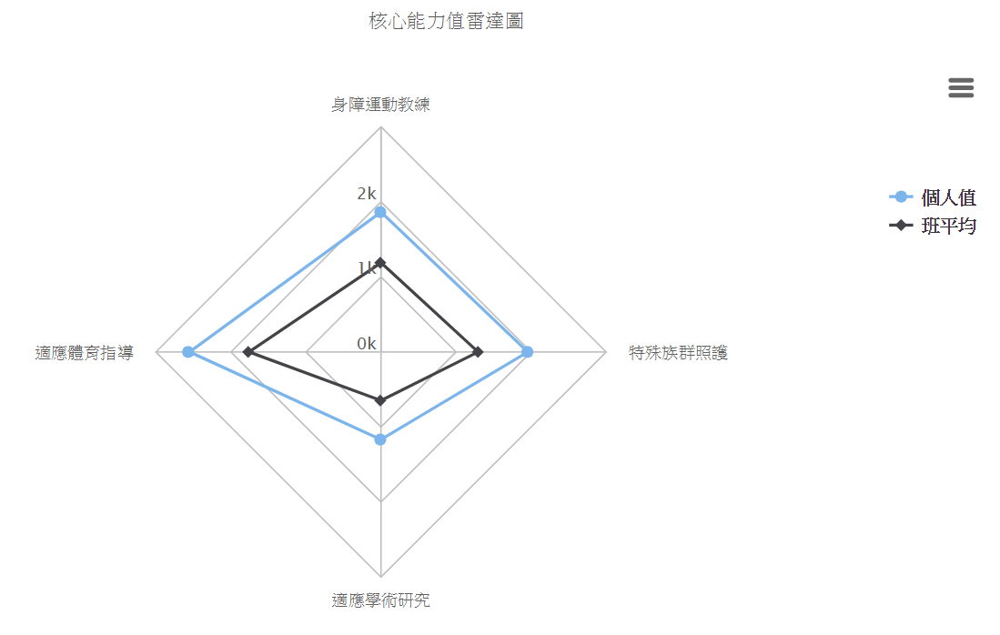 核心能力值雷達圖
身障運動教練
2k
1k
0k
適應體育指導
特殊族群照護
適應學術研究
個人值
班平均